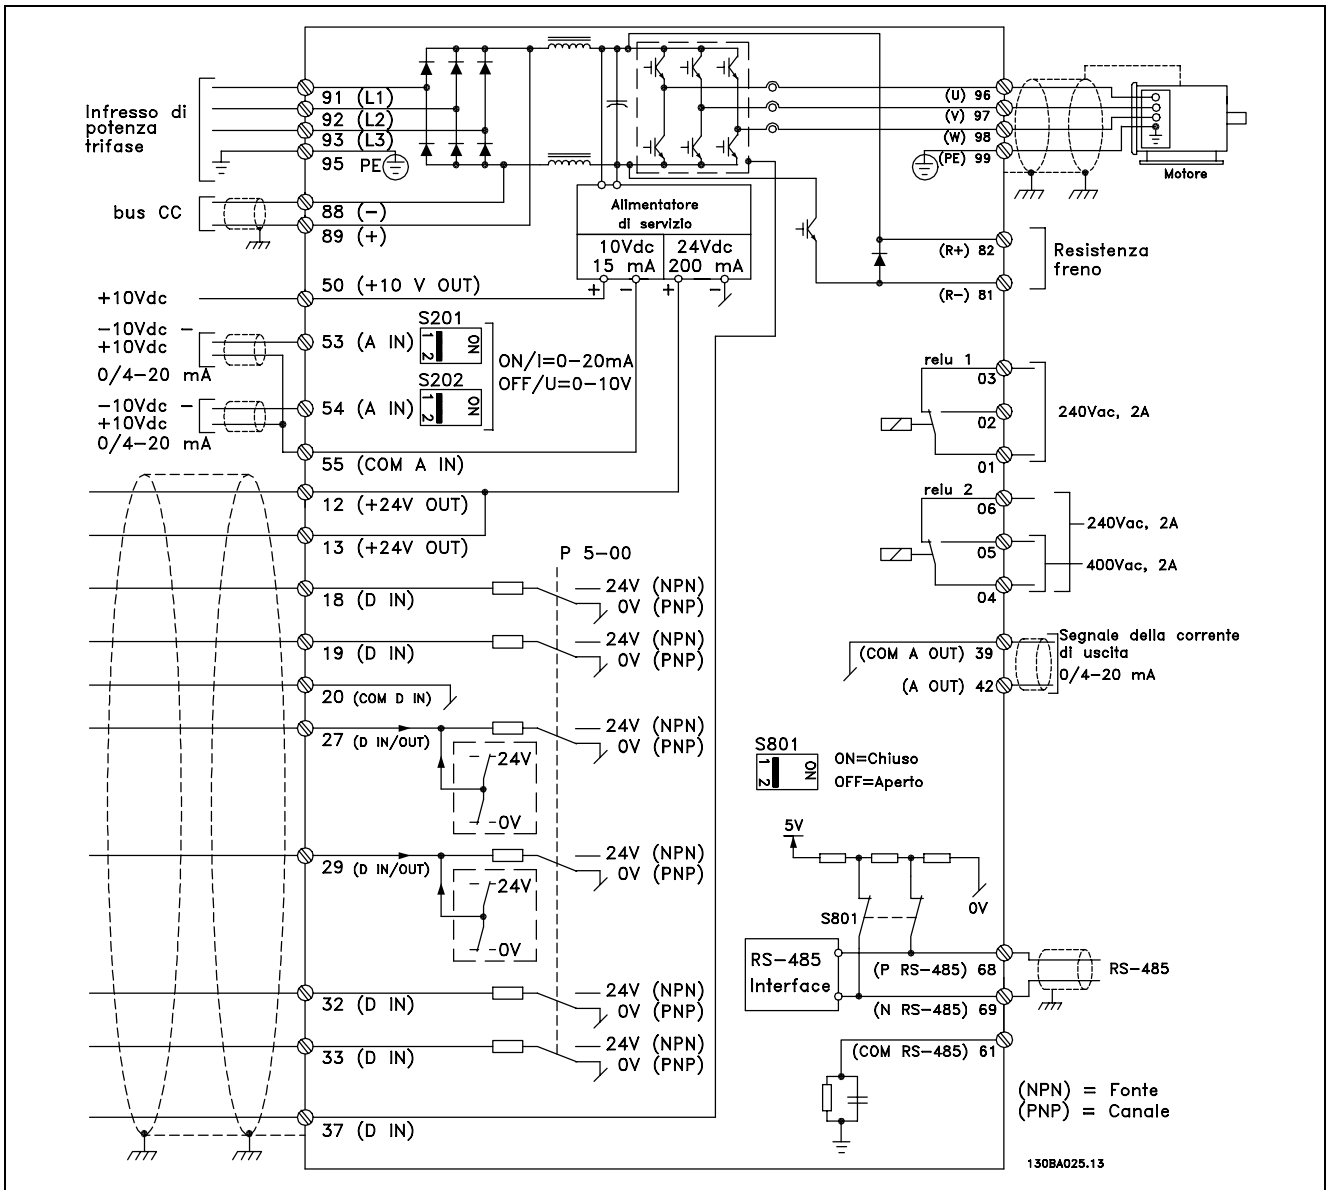 Infresso di
potenza
trifase
91 (L1)
92 (L2)
93 (L3)
95 PE
bus CC
88 (−)
89 (+)
Alimentatore
di servizio
10Vdc
15 mA
24Vdc
200 mA
+ − + −
(U) 96
(V) 97
(W) 98
(PE) 99
Motore
(R+) 82
(R−) 81
Resistenza
freno
+10Vdc
50 (+10 V OUT)
−10Vdc −
+10Vdc
0/4−20 mA
53 (A IN)
S201
1
2
ON
ON/I=0−20mA
OFF/U=0−10V
−10Vdc −
+10Vdc
0/4−20 mA
54 (A IN)
S202
1
2
ON
55 (COM A IN)
12 (+24V OUT)
13 (+24V OUT)
P 5-00
18 (D IN)
24V (NPN)
0V (PNP)
19 (D IN)
24V (NPN)
0V (PNP)
20 (COM D IN)
27 (D IN/OUT)
24V (NPN)
0V (PNP)
24V
0V
29 (D IN/OUT)
24V (NPN)
0V (PNP)
24V
0V
32 (D IN)
24V (NPN)
0V (PNP)
33 (D IN)
24V (NPN)
0V (PNP)
37 (D IN)
relu 1
03
02
01
240Vac, 2A
relu 2
06
05
04
240Vac, 2A
400Vac, 2A
(COM A OUT) 39
(A OUT) 42
Segnale della corrente
di uscita
0/4−20 mA
S801
1
2
ON
ON=Chiuso
OFF=Aperto
5V
0V
S801
RS-485
Interface
(P RS-485) 68
(N RS-485) 69
RS-485
(COM RS-485) 61
(NPN) = Fonte
(PNP) = Canale
130BA025.13